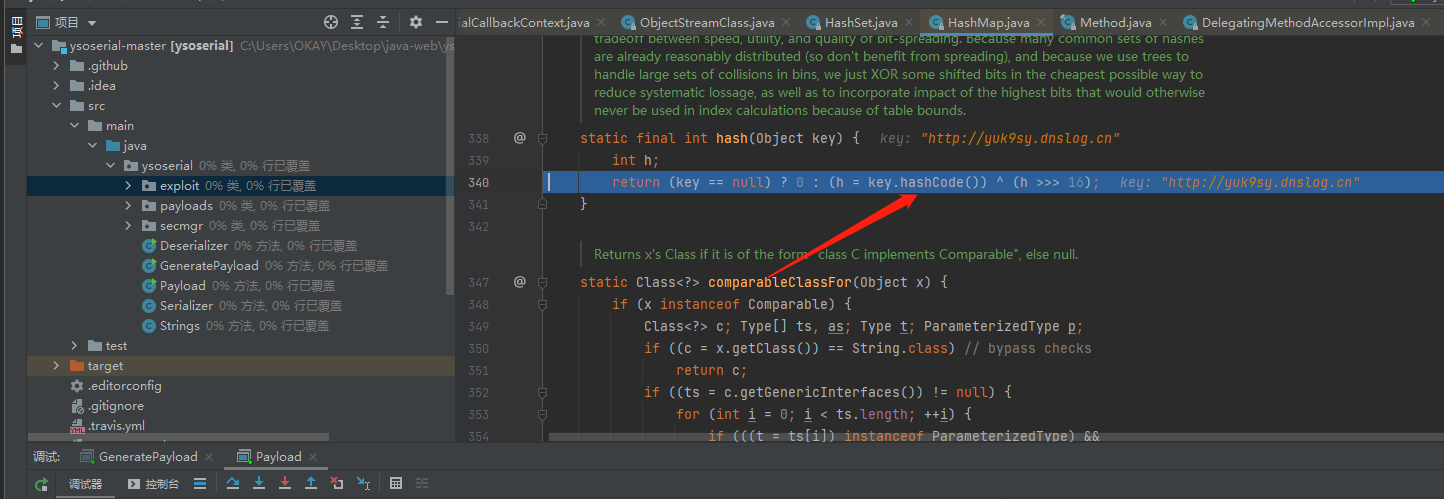 项目
项目
ysoserial-master [ysoserial] C:\Users\OKAY\Desktop\java-web\ys
.github
.idea
src
main
java
ysoserial 0% 类, 0% 行已覆盖
exploit 0% 类, 0% 行已覆盖
payloads 0% 类, 0% 行已覆盖
secmgr 0% 类, 0% 行已覆盖
Deserializer 0% 方法, 0% 行已覆盖
GeneratePayload 0% 方法, 0% 行已覆盖
Payload 0% 方法, 0% 行已覆盖
Serializer 0% 方法, 0% 行已覆盖
Strings 0% 方法, 0% 行已覆盖
test
target
.editorconfig
.gitignore
.travis.yml
ialCallbackContext.java ObjectStreamClass.java HashSet.java HashMap.java Method.java DelegatingMethodAccessorImpl.java
tradeoff between speed, utility, and quality of bit-spreading. Because many common sets of hashes
are already reasonably distributed (so don't benefit from spreading), and because we use trees to
handle large sets of collisions in bins, we just XOR some shifted bits in the cheapest possible way to
reduce systematic lossage, as well as to incorporate impact of the highest bits that would otherwise
never be used in index calculations because of table bounds.
338 @ static final int hash(Object key) { key: "http://yuk9sy.dnslog.cn"
339 int h;
340 return (key == null) ? 0 : (h = key.hashCode()) ^ (h >>> 16); key: "http://yuk9sy.dnslog.cn"
341 }
342
Returns x's Class if it is of the form "class C implements Comparable", else null.
347 @ static Class<?> comparableClassFor(Object x) {
348 if (x instanceof Comparable) {
349 Class<?> c; Type[] ts, as; Type t; ParameterizedType p;
350 if ((c = x.getClass()) == String.class) // bypass checks
351 return c;
352 if ((ts = c.getGenericInterfaces()) != null) {
353 for (int i = 0; i < ts.length; ++i) {
354 if (((t = ts[i]) instanceof ParameterizedType) &&
调试: GeneratePayload Payload
调试器 控制台